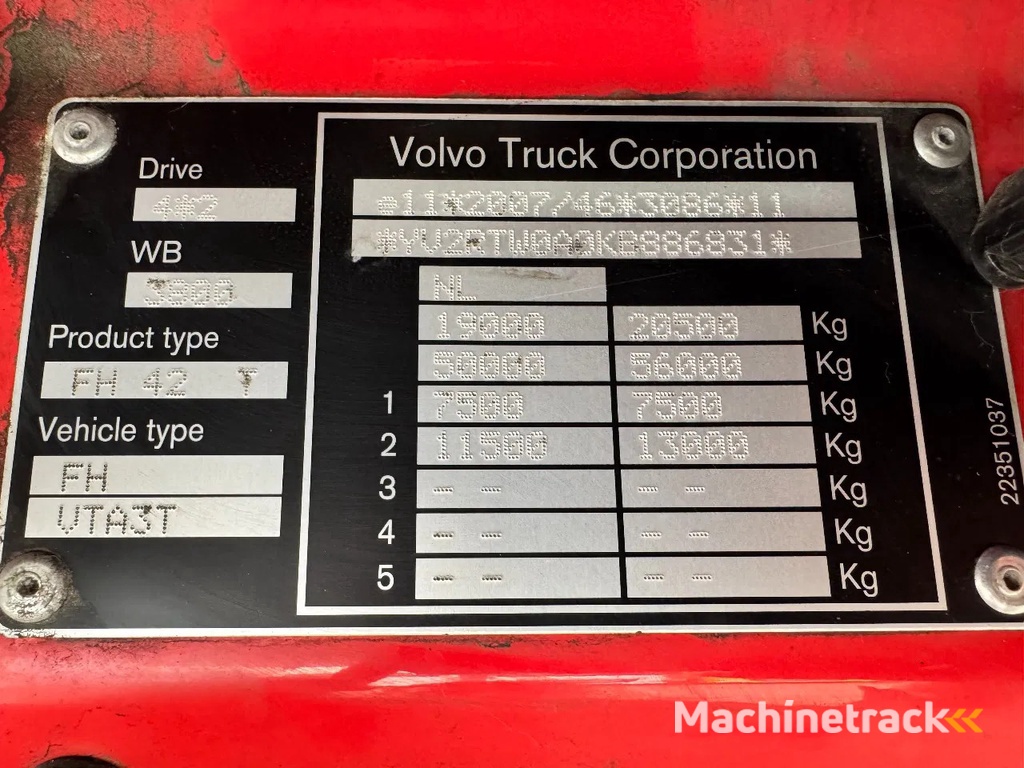 Volvo Truck Corporation
Drive
4*2
e11*2007/46*3086*11
*YV2RTW0A0KB886831*
WB
3800
NL
19000 20500 Kg
Product type
50000 56000 Kg
FH 42 T
1 7500 7500 Kg
Vehicle type
2 11500 13000 Kg
FH
3 -- -- Kg
VTA3T
4 -- -- Kg
5 -- -- Kg
22351037
Machinetrack